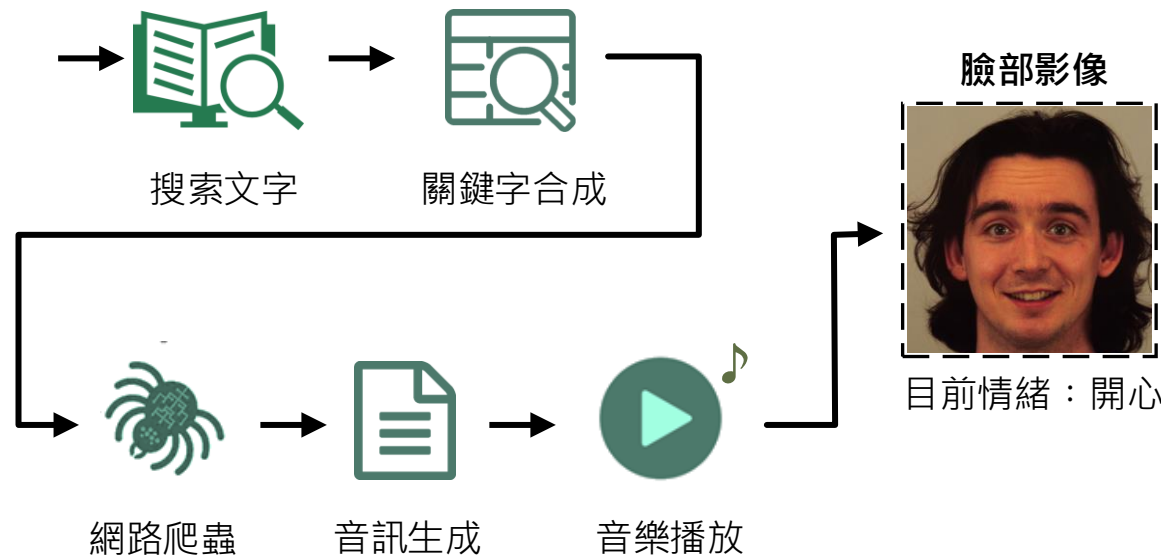 搜索文字
關鍵字合成
臉部影像
目前情緒：開心
網路爬蟲
音訊生成
音樂播放